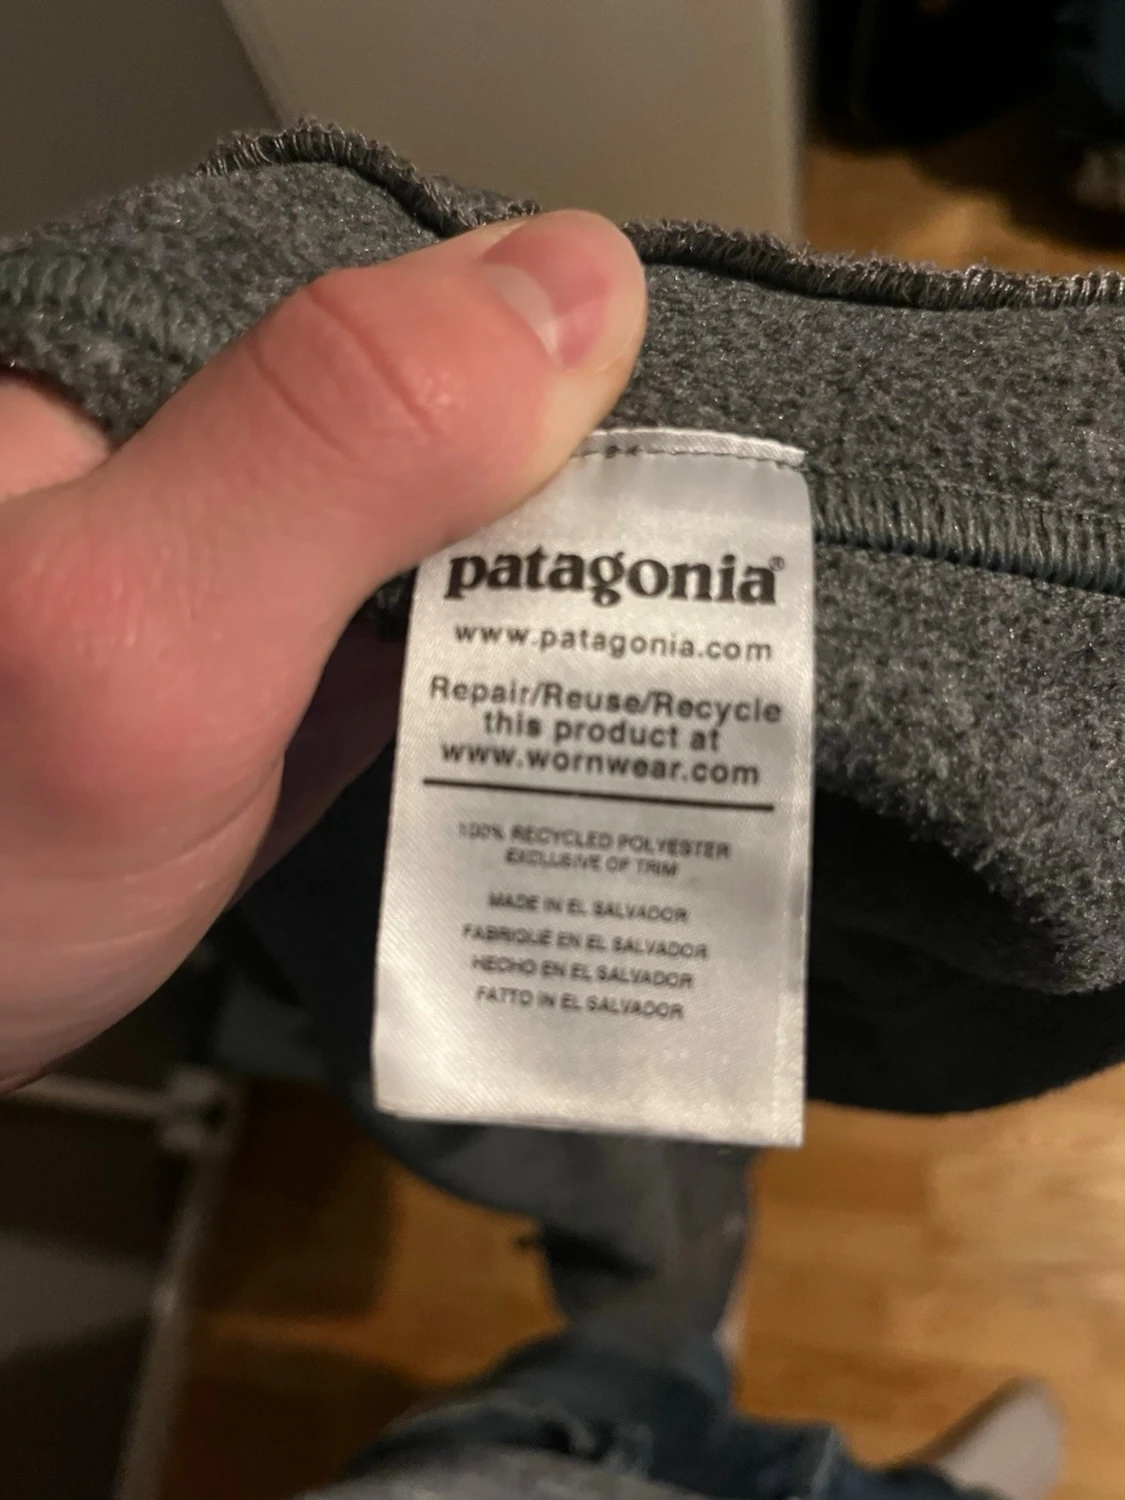 patagonia®
www.patagonia.com
Repair/Reuse/Recycle
this product at
www.wornwear.com
100% RECYCLED POLYESTER
EXCLUSIVE OF TRIM
MADE IN EL SALVADOR
FABRIQUE EN EL SALVADOR
HECHO EN EL SALVADOR
FATTO IN EL SALVADOR